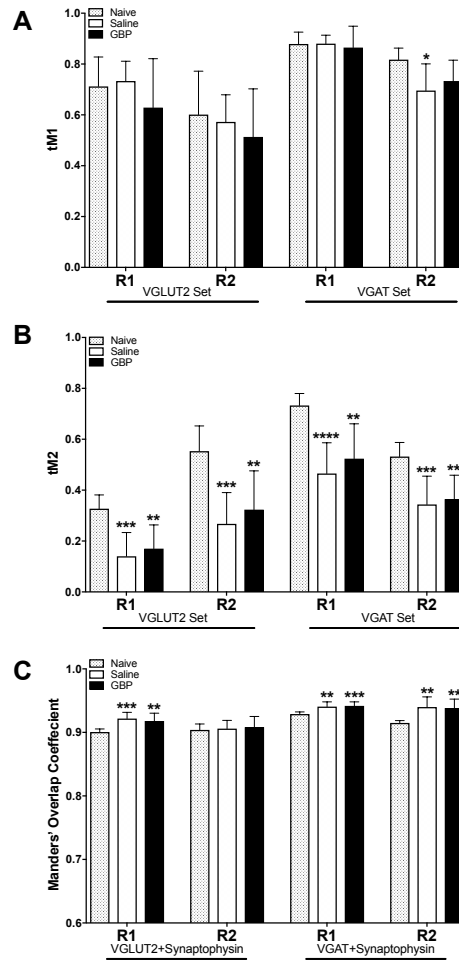 A
Naive
Saline
GBP
tM1
1.0
0.8
0.6
0.4
0.2
0.0
*
R1
R2
R1
R2
VGLUT2 Set
VGAT Set
B
Naive
Saline
GBP
tM2
1.0
0.8
0.6
0.4
0.2
0.0
*** **
*** **
**** **
*** **
R1
R2
R1
R2
VGLUT2 Set
VGAT Set
C
Naive
Saline
GBP
Manders' Overlap Coeffecient
1.0
0.9
0.8
0.7
0.6
*** **
** ***
** **
R1
R2
R1
R2
VGLUT2+Synaptophysin
VGAT+Synaptophysin